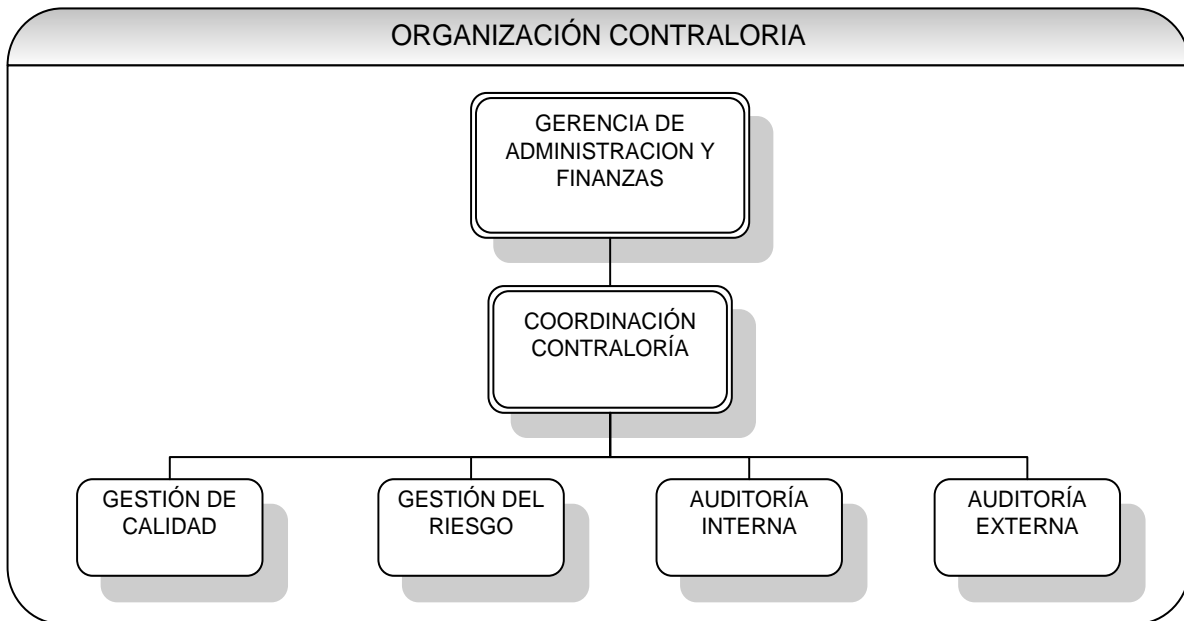 ORGANIZACIÓN CONTRALORIA
GERENCIA DE
ADMINISTRACION Y
FINANZAS
COORDINACIÓN
CONTRALORÍA
GESTIÓN DE
CALIDAD
GESTIÓN DEL
RIESGO
AUDITORÍA
INTERNA
AUDITORÍA
EXTERNA